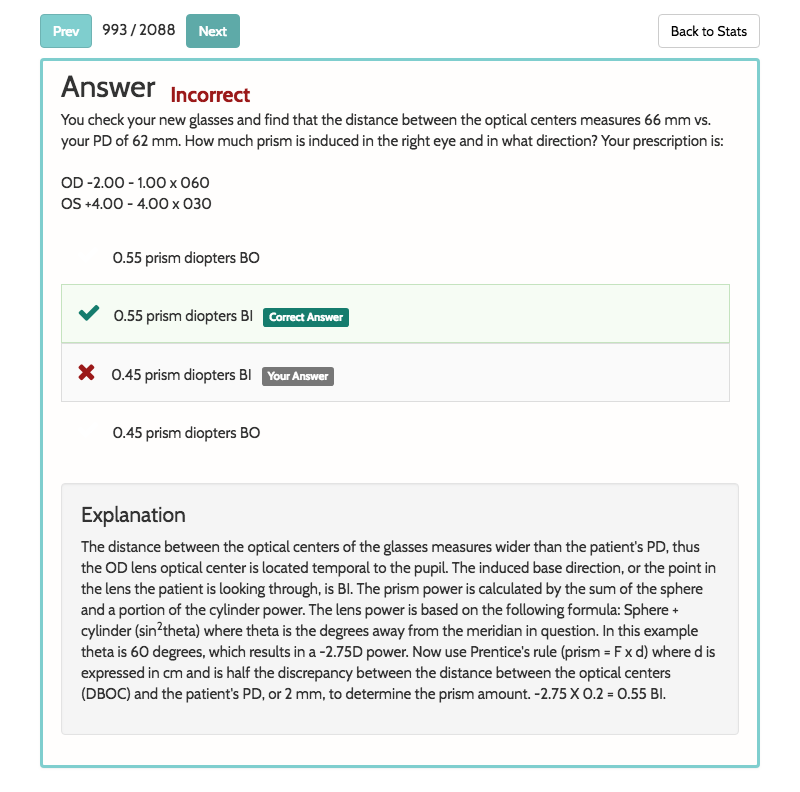 Prev 993 / 2088 Next Back to Stats
Answer Incorrect
You check your new glasses and find that the distance between the optical centers measures 66 mm vs.
your PD of 62 mm. How much prism is induced in the right eye and in what direction? Your prescription is:
OD -2.00 - 1.00 x 060
OS +4.00 - 4.00 x 030
0.55 prism diopters BO
0.55 prism diopters BI Correct Answer
0.45 prism diopters BI Your Answer
0.45 prism diopters BO
Explanation
The distance between the optical centers of the glasses measures wider than the patient's PD, thus
the OD lens optical center is located temporal to the pupil. The induced base direction, or the point in
the lens the patient is looking through, is BI. The prism power is calculated by the sum of the sphere
and a portion of the cylinder power. The lens power is based on the following formula: Sphere +
cylinder (sin²theta) where theta is the degrees away from the meridian in question. In this example
theta is 60 degrees, which results in a -2.75D power. Now use Prentice's rule (prism = F x d) where d is
expressed in cm and is half the discrepancy between the distance between the optical centers
(DBOC) and the patient's PD, or 2 mm, to determine the prism amount. -2.75 X 0.2 = 0.55 BI.